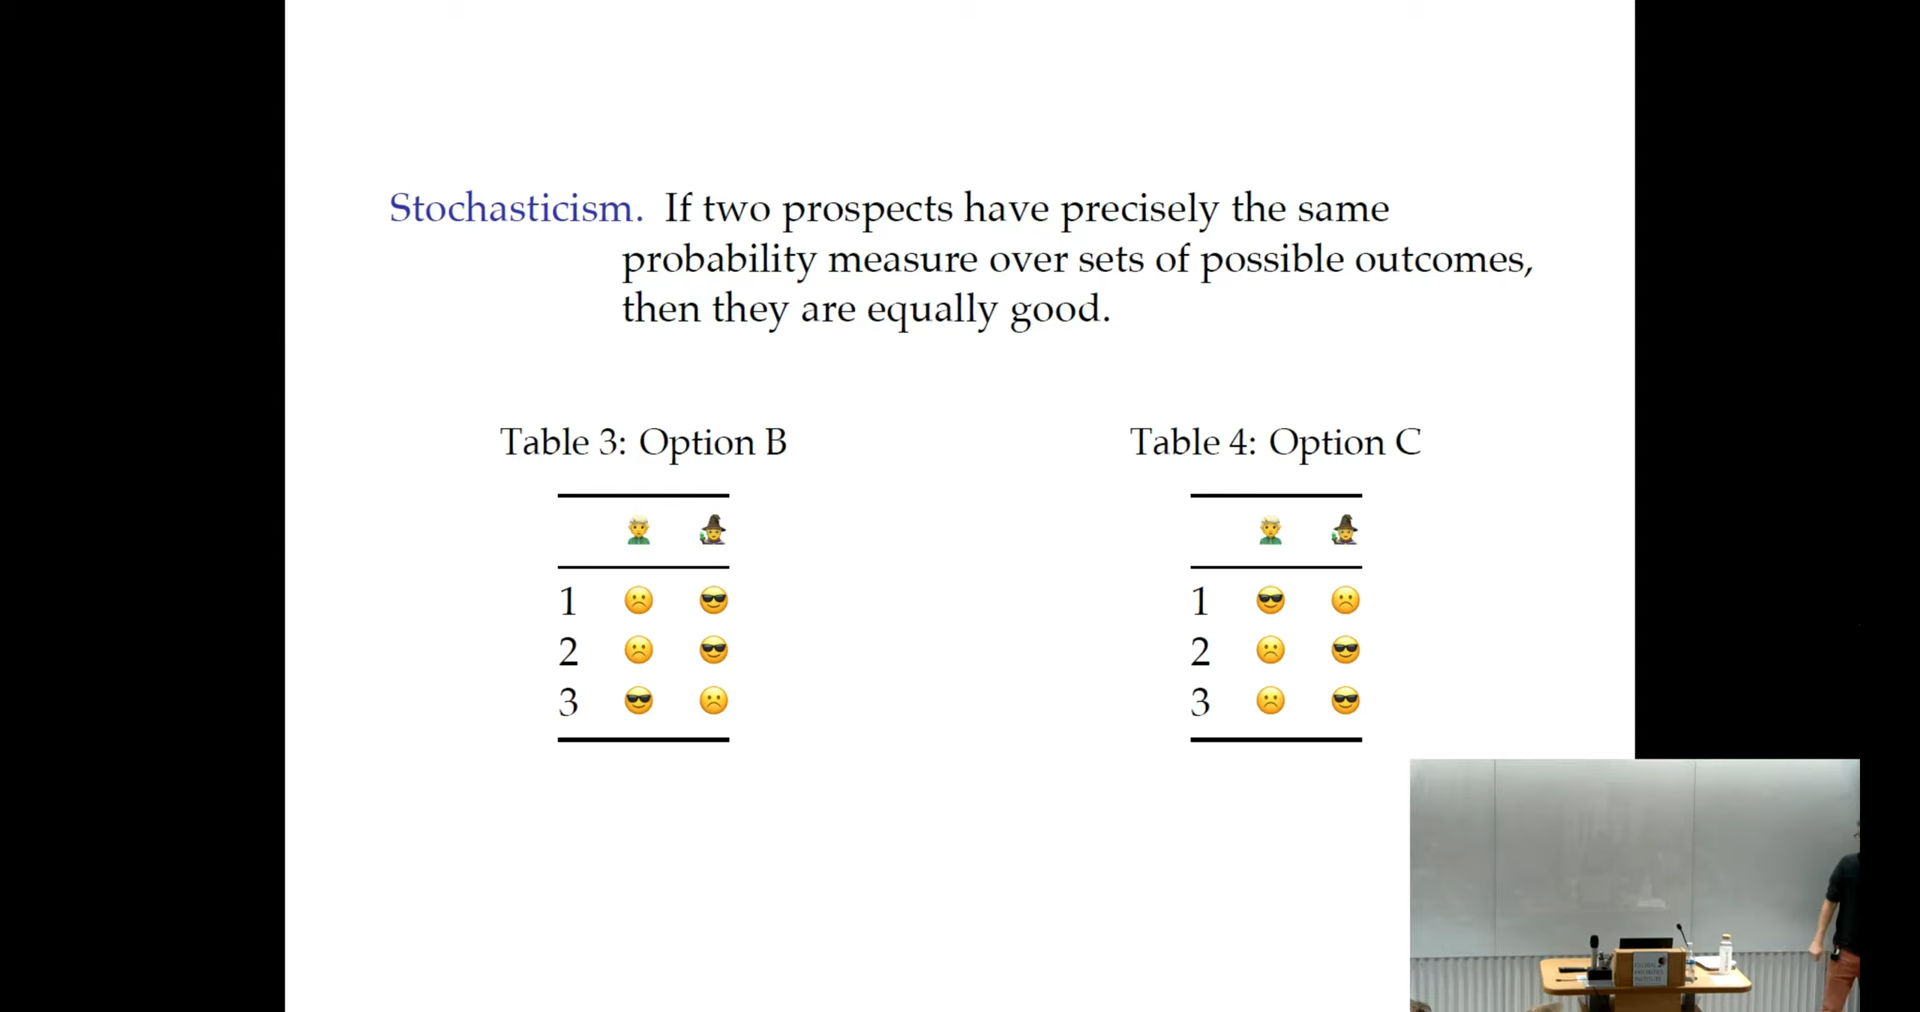 Stochasticism. If two prospects have precisely the same
probability measure over sets of possible outcomes,
then they are equally good.
Table 3: Option B
1
2
3
Table 4: Option C
1
2
3